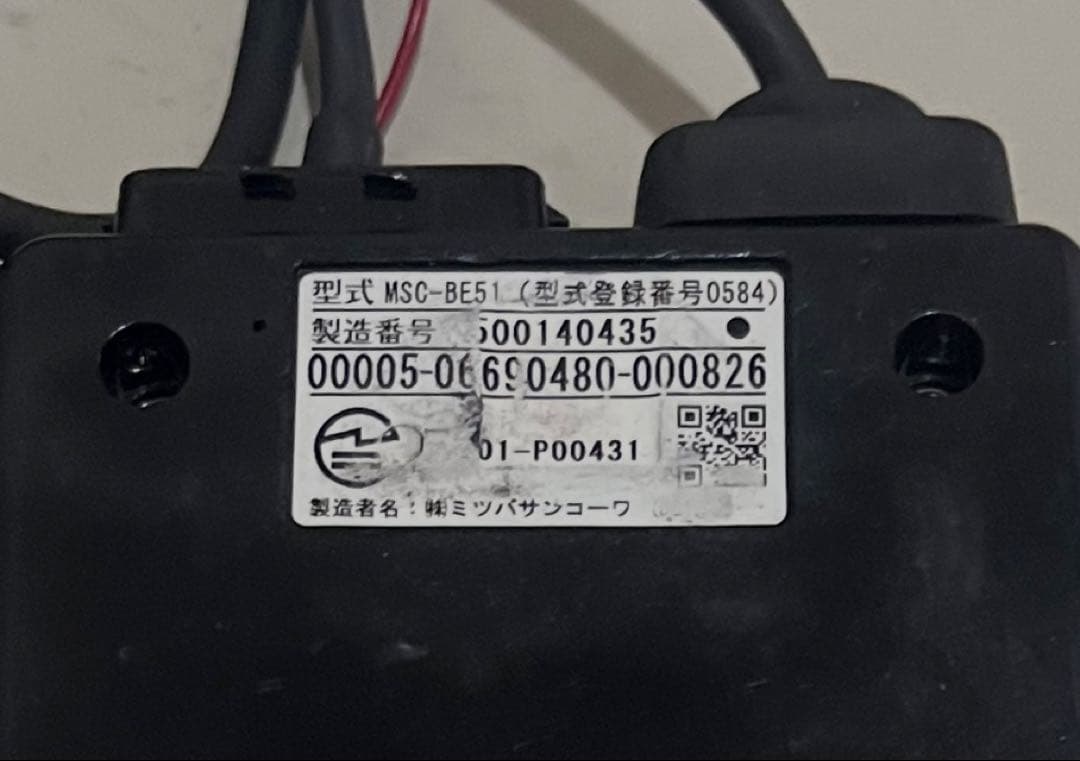 型式 MSC-BE51 (型式登録番号0584)
製造番号 500140435
00005-06690480-000826
01-P00431
製造者名：㈱ミツバサンコーワ